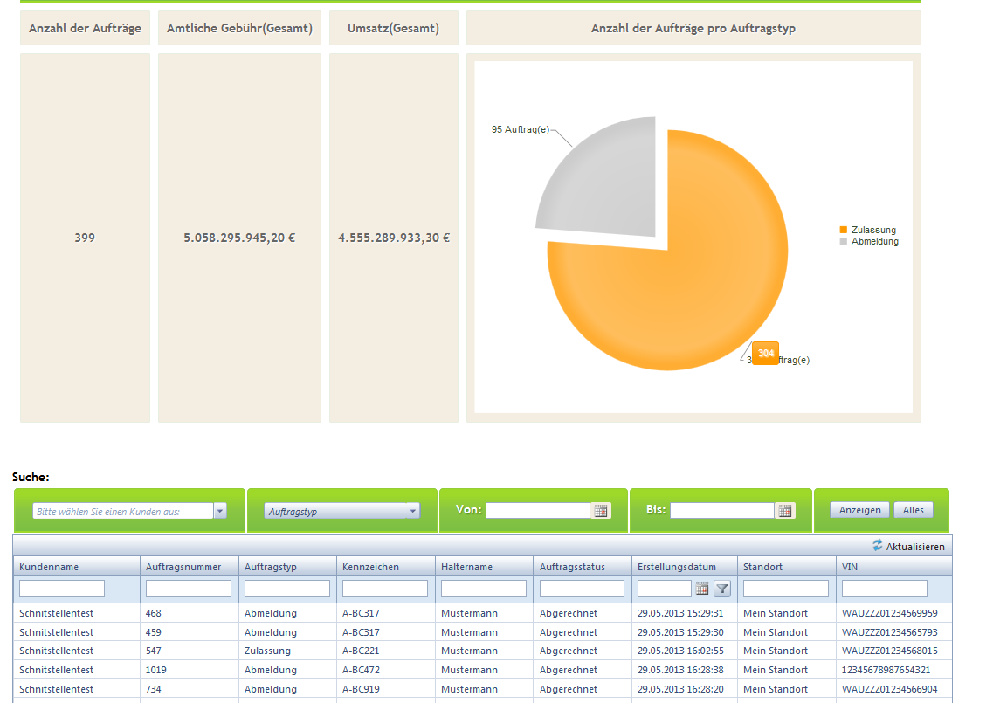 Anzahl der Aufträge Amtliche Gebühr(Gesamt) Umsatz(Gesamt) Anzahl der Aufträge pro Auftragstyp
95 Auftrag(e)
399 5.058.295.945,20 € 4.555.289.933,30 €
Zulassung
Abmeldung
304
3 ftrag(e)
Suche:
Bitte wählen Sie einen Kunden aus: Auftragstyp Von: Bis: Anzeigen Alles
Aktualisieren
Kundenname Auftragsnummer Auftragstyp Kennzeichen Haltername Auftragsstatus Erstellungsdatum Standort VIN
Schnitstellentest 468 Abmeldung A-BC317 Mustermann Abgerechnet 29.05.2013 15:29:31 Mein Standort WAUZZZ01234569959
Schnitstellentest 459 Abmeldung A-BC317 Mustermann Abgerechnet 29.05.2013 15:29:30 Mein Standort WAUZZZ01234565793
Schnitstellentest 547 Zulassung A-BC221 Mustermann Abgerechnet 29.05.2013 16:02:55 Mein Standort WAUZZZ01234568015
Schnitstellentest 1019 Abmeldung A-BC472 Mustermann Abgerechnet 29.05.2013 16:28:38 Mein Standort 12345678987654321
Schnitstellentest 734 Abmeldung A-BC919 Mustermann Abgerechnet 29.05.2013 16:28:20 Mein Standort WAUZZZ01234566904